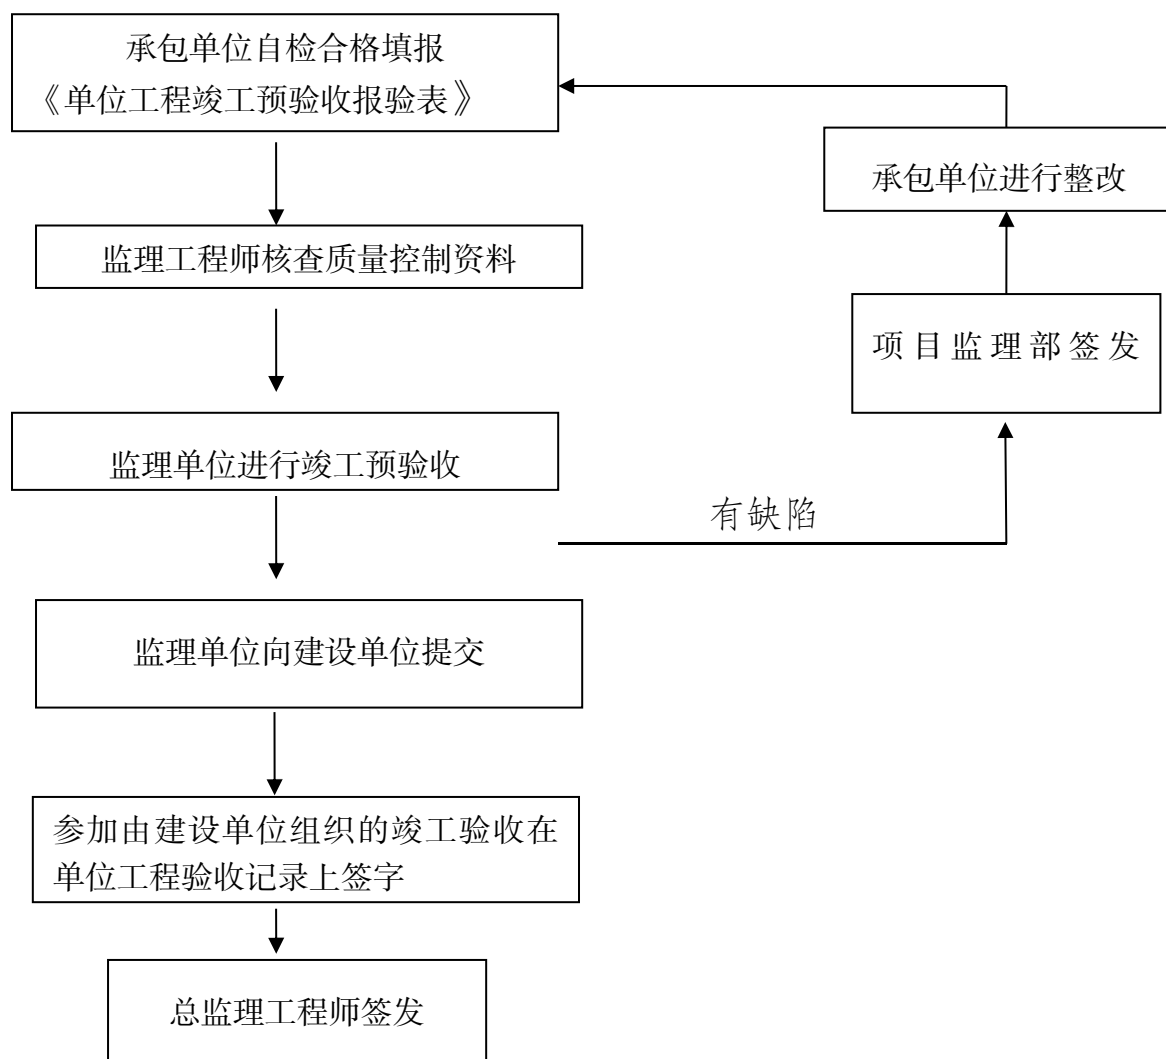 承包单位自检合格填报
《单位工程竣工预验收报验表》
承包单位进行整改
监理工程师核查质量控制资料
项目监理部签发
监理单位进行竣工预验收
有缺陷
监理单位向建设单位提交
参加由建设单位组织的竣工验收在
单位工程验收记录上签字
总监理工程师签发